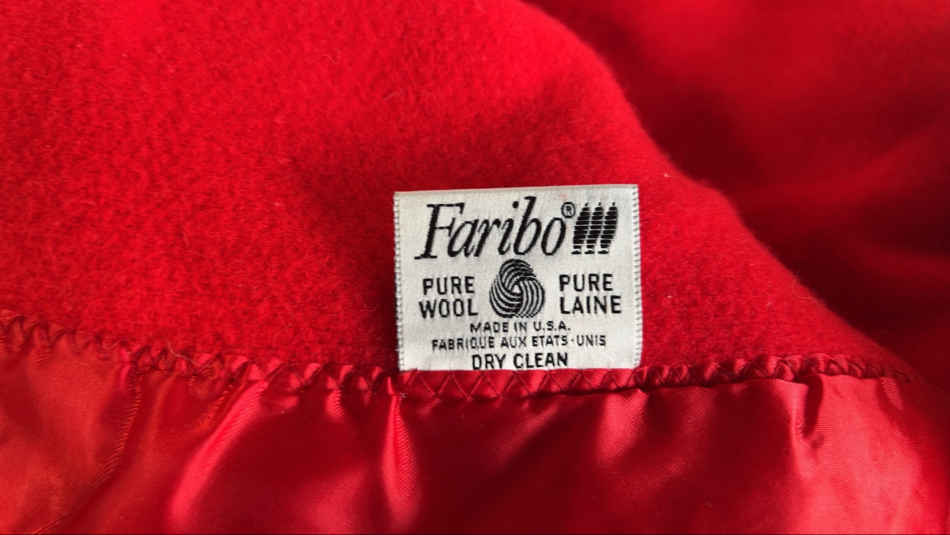 Faribo®
PURE WOOL
PURE LAINE
MADE IN U.S.A.
FABRIQUE AUX ETATS-UNIS
DRY CLEAN